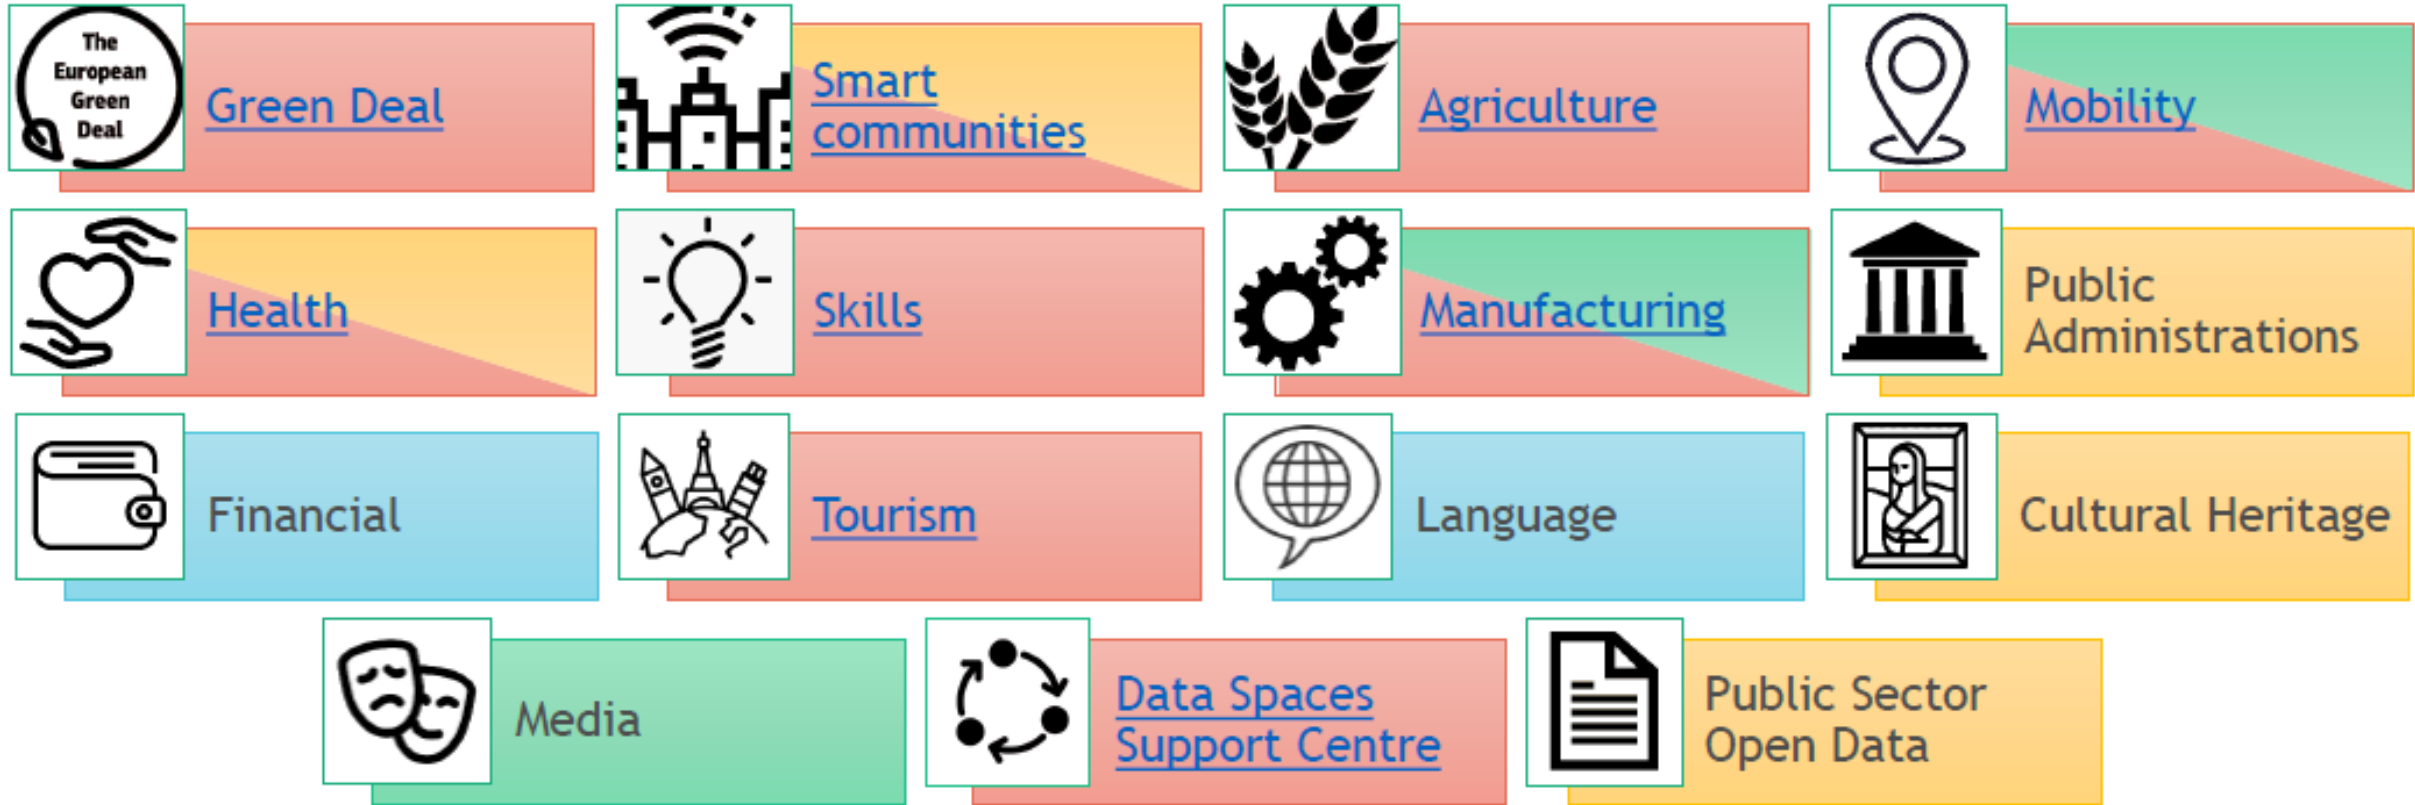 The
European
Green
Deal
Green Deal
Smart
communities
Agriculture
Mobility
Health
Skills
Manufacturing
Public
Administrations
Financial
Tourism
Language
Cultural Heritage
Media
Data Spaces
Support Centre
Public Sector
Open Data